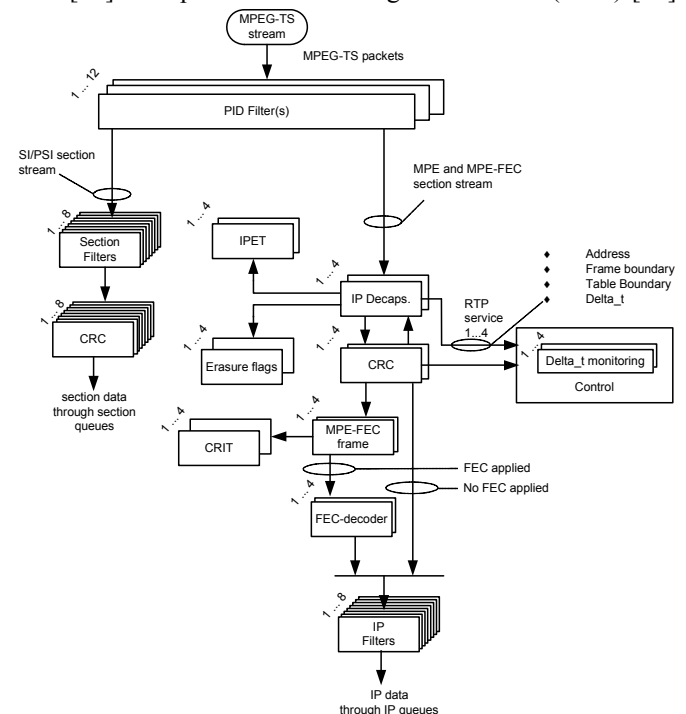 MPEG-TS
stream
MPEG-TS packets
1 ... 12
PID Filter(s)
SI/PSI section
stream
MPE and MPE-FEC
section stream
1 ... 8
Section
Filters
1 ... 4
IPET
1 ... 4
IP Decaps.
♦ Address
♦ Frame boundary
♦ Table Boundary
♦ Delta_t
RTP
service
1...4
1 ... 8
CRC
1 ... 4
Erasure flags
1 ... 4
CRC
1 ... 4
Delta_t monitoring
Control
section data
through section
queues
1 ... 4
CRIT
1 ... 4
MPE-FEC
frame
FEC applied
No FEC applied
1 ... 4
FEC-decoder
1 ... 8
IP
Filters
IP data
through IP queues